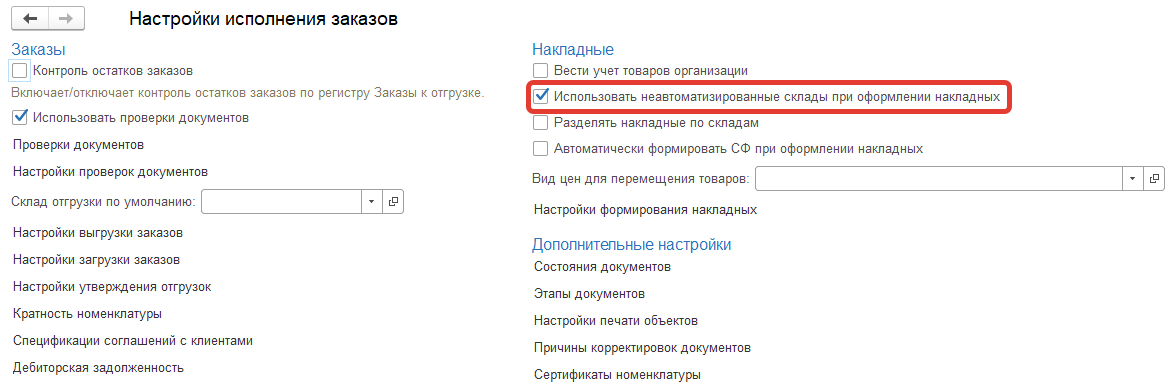 Настройки исполнения заказов
Заказы
Контроль остатков заказов
Включает/отключает контроль остатков заказов по регистру Заказы к отгрузке.
Использовать проверки документов
Проверки документов
Настройки проверок документов
Склад отгрузки по умолчанию:
Настройки выгрузки заказов
Настройки загрузки заказов
Настройки утверждения отгрузок
Кратность номенклатуры
Спецификации соглашений с клиентами
Дебиторская задолженность
Накладные
Вести учет товаров организации
Использовать неавтоматизированные склады при оформлении накладных
Разделять накладные по складам
Автоматически формировать СФ при оформлении накладных
Вид цен для перемещения товаров:
Настройки формирования накладных
Дополнительные настройки
Состояния документов
Этапы документов
Настройки печати объектов
Причины корректировок документов
Сертификаты номенклатуры